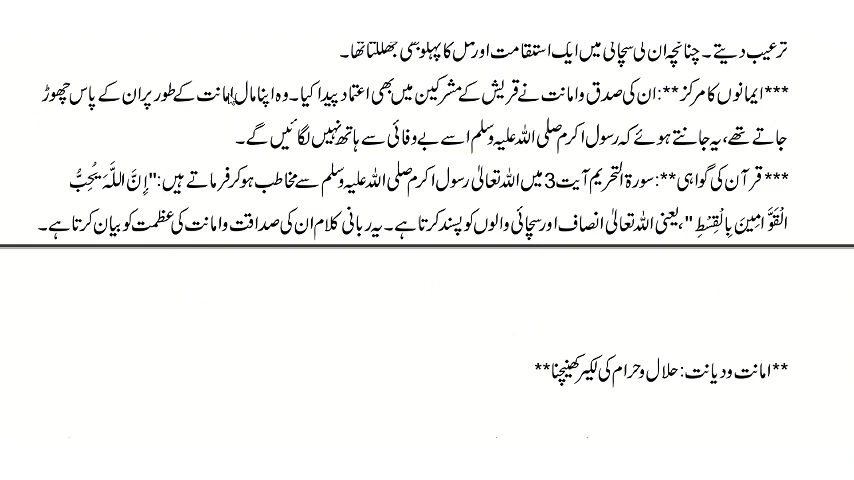 ترغیب دیتے۔ چنانچہ ان کی سچائی میں ایک استقامت اور عمل کا پہلو بھی جھلکتا تھا۔
***ایمانوں کا مرکز**: ان کی صدق وامانت نے قریش کے مشرکین میں بھی اعتماد پیدا کیا۔ وہ اپنا مال امانت کے طور پر ان کے پاس چھوڑ
جاتے تھے، یہ جانتے ہوئے کہ رسول اکرم صلی اللہ علیہ وسلم اسے بے وفائی سے ہاتھ نہیں لگائیں گے۔
***قرآن کی گواہی**: سورۃ التحریم آیت 3 میں اللہ تعالیٰ رسول اکرم صلی اللہ علیہ وسلم سے مخاطب ہو کر فرماتے ہیں: "إِنَّ اللَّهَ يُحِبُّ
الْقَوَّامِينَ بِالْقِسْطِ"، یعنی اللہ تعالیٰ انصاف اور سچائی والوں کو پسند کرتا ہے۔ یہ ربانی کلام ان کی صداقت وامانت کی عظمت کو بیان کرتا ہے۔
**امانت ودیانت: حلال وحرام کی لکیر کھینچنا**